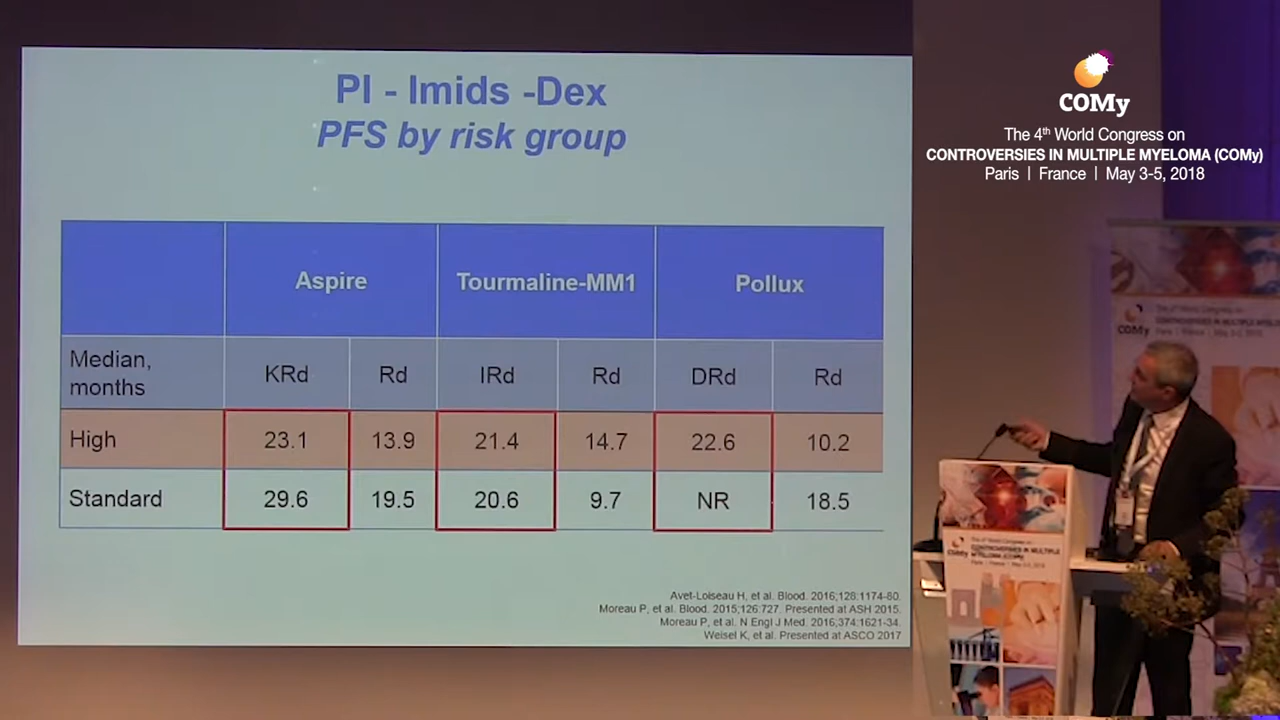 PI - Imids -Dex
PFS by risk group
Aspire Tourmaline-MM1 Pollux
Median, months KRd Rd IRd Rd DRd Rd
High 23.1 13.9 21.4 14.7 22.6 10.2
Standard 29.6 19.5 20.6 9.7 NR 18.5
Avet-Loiseau H, et al. Blood. 2016;128:1174-80.
Moreau P, et al. Blood. 2015;126:727. Presented at ASH 2015.
Moreau P, et al. N Engl J Med. 2016;374:1621-34.
Weisel K, et al. Presented at ASCO 2017
COMy
The 4th World Congress on
CONTROVERSIES IN MULTIPLE MYELOMA (COMy)
Paris | France | May 3-5, 2018
COMy
COMy